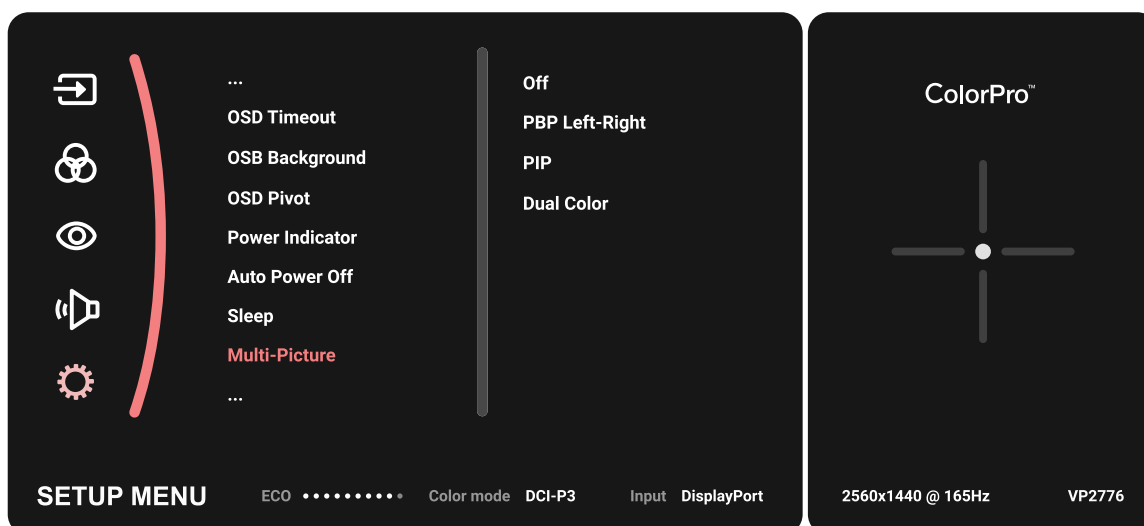 ...
OSD Timeout
OSB Background
OSD Pivot
Power Indicator
Auto Power Off
Sleep
Multi-Picture
...
Off
PBP Left-Right
PIP
Dual Color
SETUP MENU
ECO
Color mode DCI-P3
Input DisplayPort
ColorPro™
2560x1440 @ 165Hz
VP2776